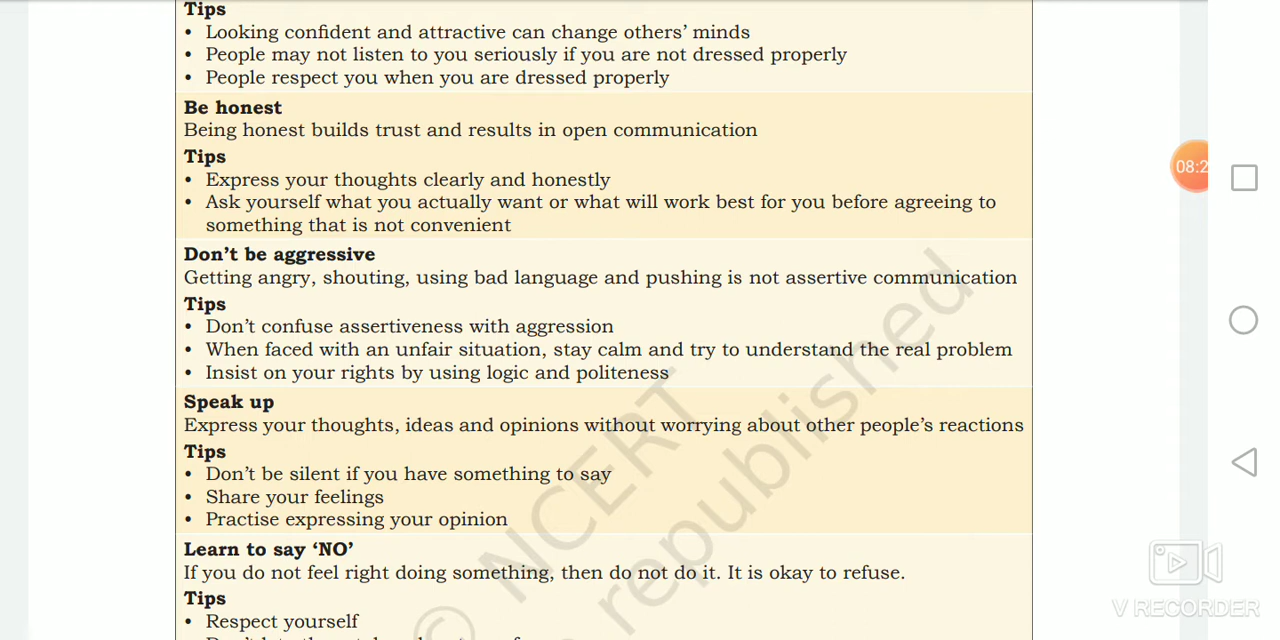 Tips
• Looking confident and attractive can change others’ minds
• People may not listen to you seriously if you are not dressed properly
• People respect you when you are dressed properly
Be honest
Being honest builds trust and results in open communication
Tips
• Express your thoughts clearly and honestly
• Ask yourself what you actually want or what will work best for you before agreeing to
something that is not convenient
Don’t be aggressive
Getting angry, shouting, using bad language and pushing is not assertive communication
Tips
• Don’t confuse assertiveness with aggression
• When faced with an unfair situation, stay calm and try to understand the real problem
• Insist on your rights by using logic and politeness
Speak up
Express your thoughts, ideas and opinions without worrying about other people’s reactions
Tips
• Don’t be silent if you have something to say
• Share your feelings
• Practise expressing your opinion
Learn to say ‘NO’
If you do not feel right doing something, then do not do it. It is okay to refuse.
Tips
• Respect yourself
© NCERT
republished
08:2
V RECORDER